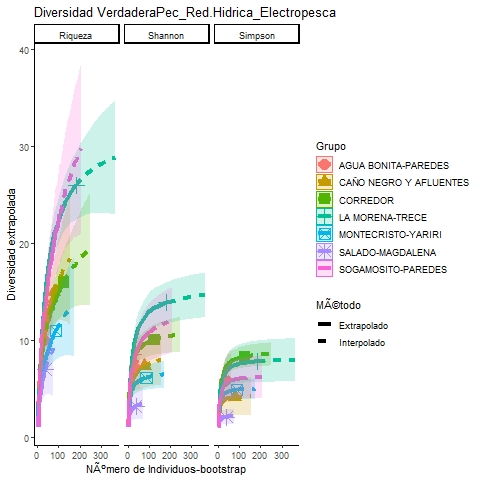 Diversidad VerdaderaPec_Red.Hidrica_Electropesca
Riqueza Shannon Simpson
40
30
20
10
0
Diversidad extrapolada
0 100 200 300 0 100 200 300 0 100 200 300
NÃºmero de Individuos-bootstrap
Grupo
AGUA BONITA-PAREDES
CAÑO NEGRO Y AFLUENTES
CORREDOR
LA MORENA-TRECE
MONTECRISTO-YARIRI
SALADO-MAGDALENA
SOGAMOSITO-PAREDES
MÃ©todo
Extrapolado
Interpolado